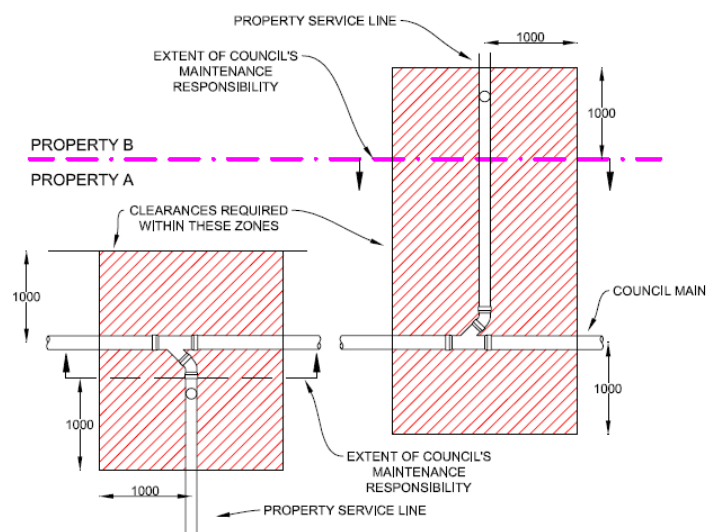 PROPERTY SERVICE LINE
1000
EXTENT OF COUNCIL'S
MAINTENANCE
RESPONSIBILITY
1000
PROPERTY B
PROPERTY A
CLEARANCES REQUIRED
WITHIN THESE ZONES
1000
COUNCIL MAIN
1000
1000
EXTENT OF COUNCIL'S
MAINTENANCE
RESPONSIBILITY
1000
PROPERTY SERVICE LINE